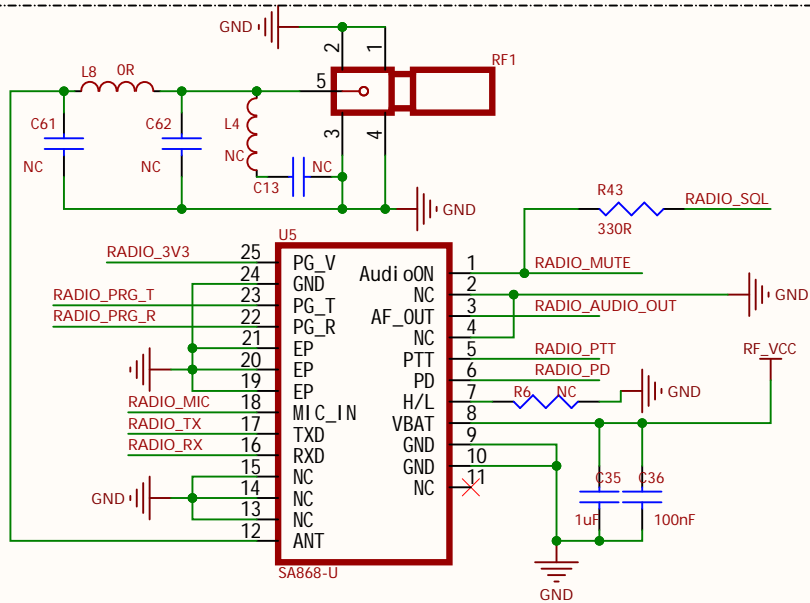 GND
2
1
RF1
L8
0R
5
C61
C62
L4
3
4
NC
NC
NC
NC
C13
GND
R43
RADIO_SQL
330R
U5
RADIO_3V3
25
PG_V
AudioON
1
RADIO_MUTE
24
GND
NC
2
GND
RADIO_PRG_T
23
PG_T
AF_OUT
3
RADIO_AUDIO_OUT
RADIO_PRG_R
22
PG_R
NC
4
21
EP
PTT
5
RADIO_PTT
RF_VCC
20
EP
PD
6
RADIO_PD
19
EP
H/L
7
R6
NC
GND
RADIO_MIC
18
MIC_IN
VBAT
8
RADIO_TX
17
TXD
GND
9
RADIO_RX
16
RXD
GND
10
15
NC
NC
11
C35
C36
GND
14
NC
13
NC
1uF
100nF
12
ANT
SA868-U
GND